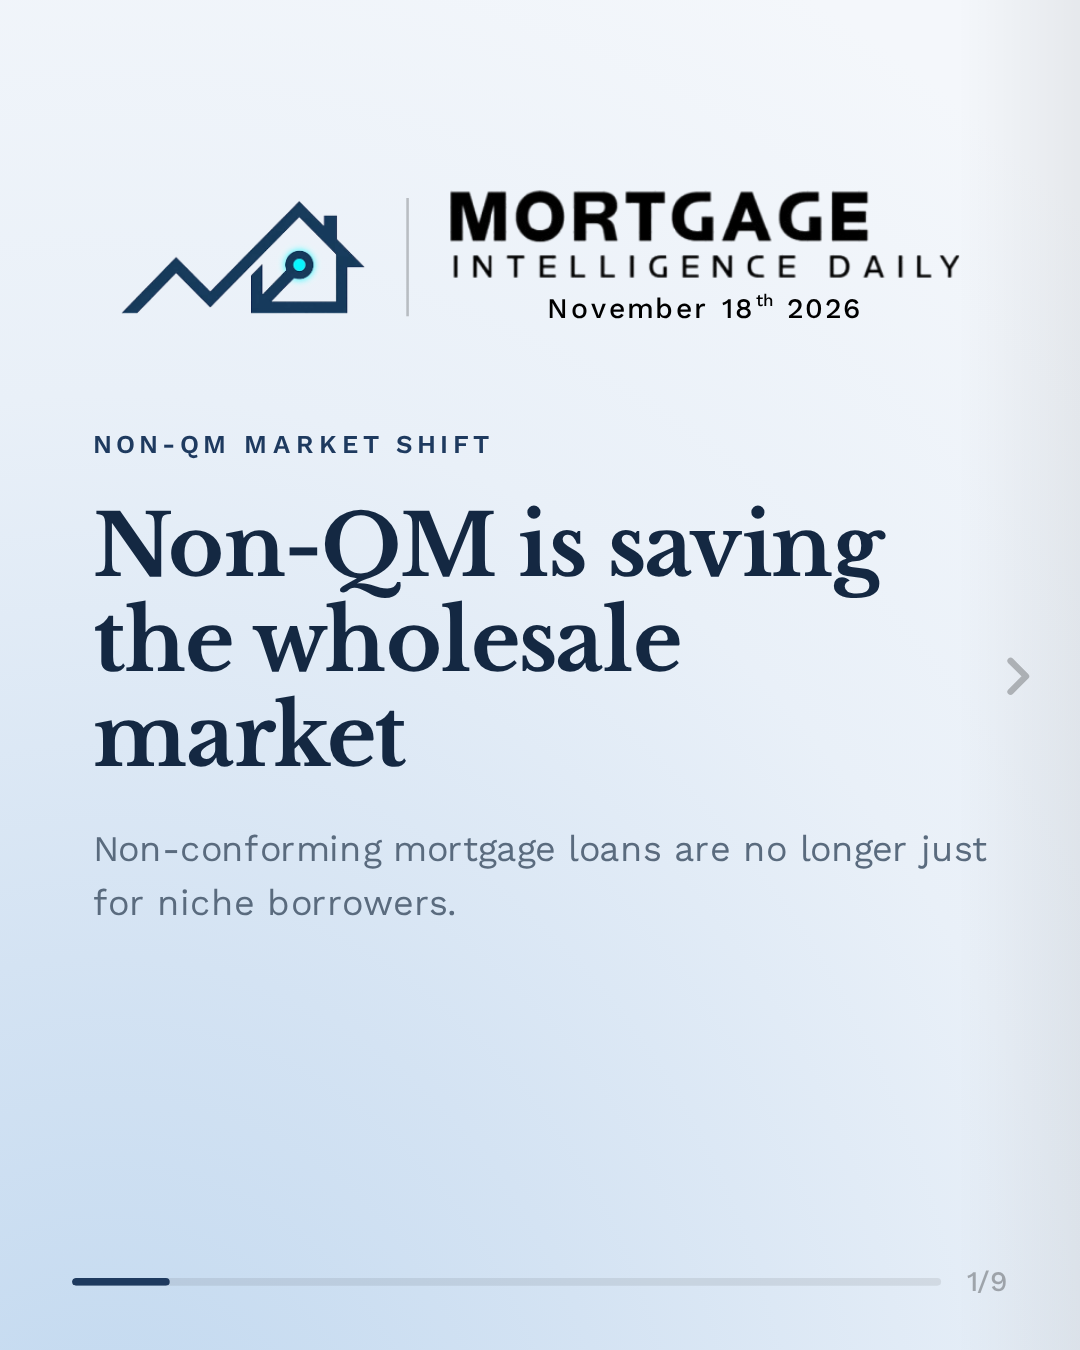 MORTGAGE
INTELLIGENCE DAILY
November 18th 2026
NON-QM MARKET SHIFT
Non-QM is saving
the wholesale
market
Non-conforming mortgage loans are no longer just
for niche borrowers.
1/9